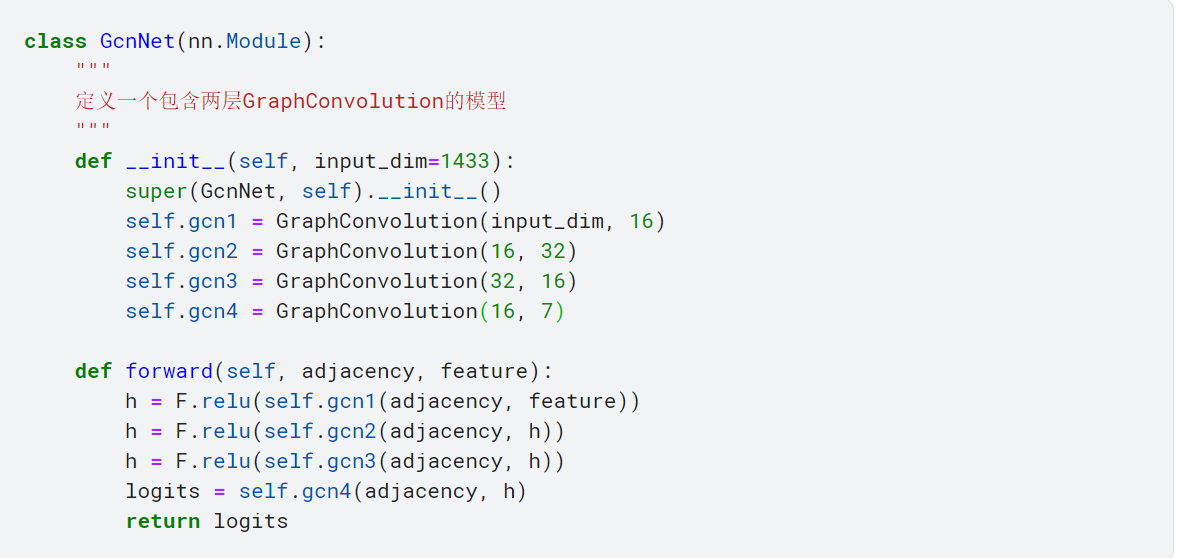 class GcnNet(nn.Module):
    """
    定义一个包含两层GraphConvolution的模型
    """
    def __init__(self, input_dim=1433):
        super(GcnNet, self).__init__()
        self.gcn1 = GraphConvolution(input_dim, 16)
        self.gcn2 = GraphConvolution(16, 32)
        self.gcn3 = GraphConvolution(32, 16)
        self.gcn4 = GraphConvolution(16, 7)

    def forward(self, adjacency, feature):
        h = F.relu(self.gcn1(adjacency, feature))
        h = F.relu(self.gcn2(adjacency, h))
        h = F.relu(self.gcn3(adjacency, h))
        logits = self.gcn4(adjacency, h)
        return logits